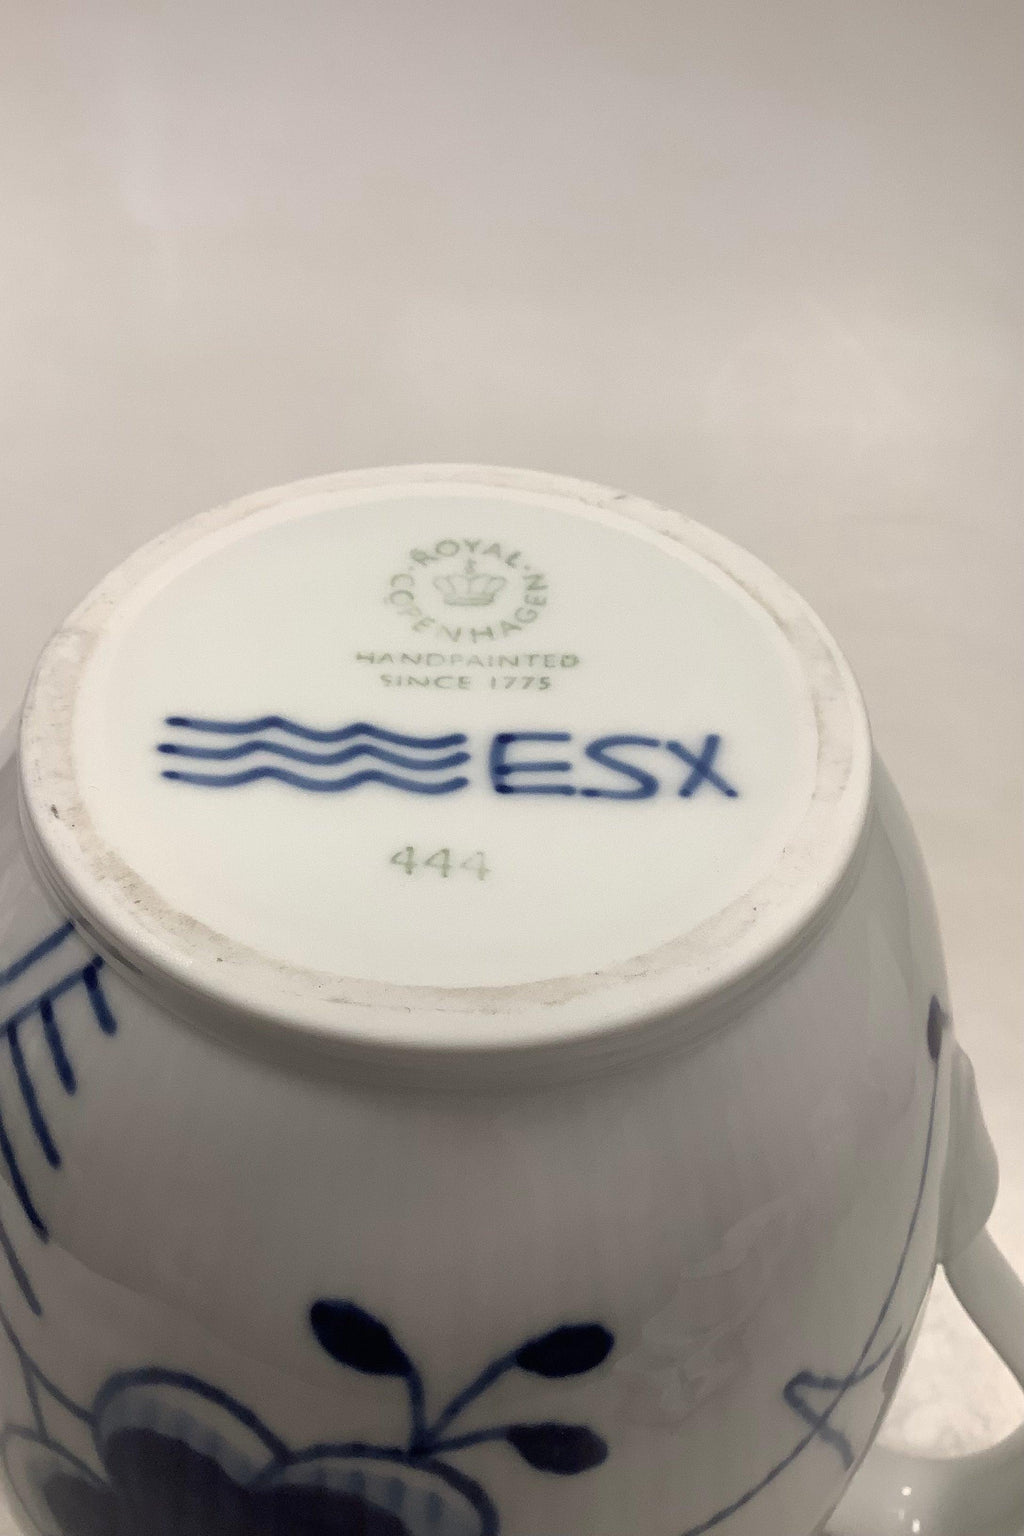 ROYAL COPENHAGEN
HANDPAINTED
SINCE 1775
ESX
444